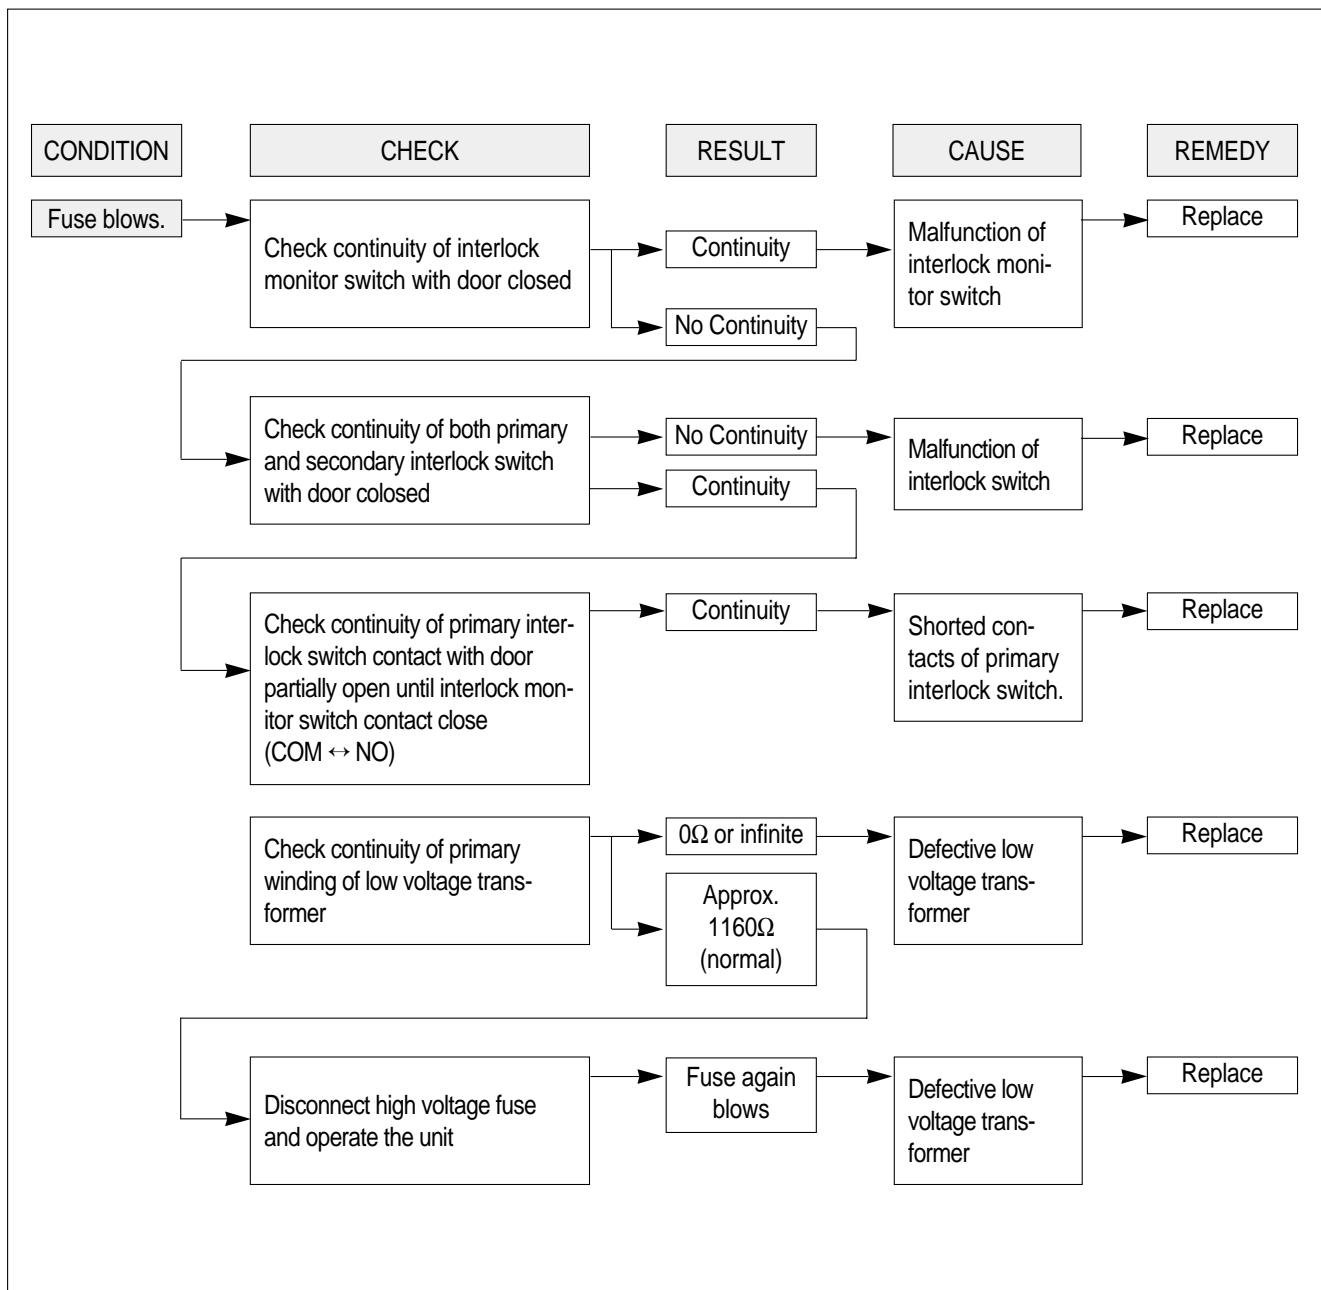 CONDITION
CHECK
RESULT
CAUSE
REMEDY
Fuse blows.
Check continuity of interlock
monitor switch with door closed
Continuity
No Continuity
Malfunction of
interlock moni-
tor switch
Replace
Check continuity of both primary
and secondary interlock switch
with door colosed
No Continuity
Continuity
Malfunction of
interlock switch
Replace
Check continuity of primary inter-
lock switch contact with door
partially open until interlock mon-
itor switch contact close
(COM ↔ NO)
Continuity
Shorted con-
tacts of primary
interlock switch.
Replace
Check continuity of primary
winding of low voltage trans-
former
0Ω or infinite
Approx.
1160Ω
(normal)
Defective low
voltage trans-
former
Replace
Disconnect high voltage fuse
and operate the unit
Fuse again
blows
Defective low
voltage trans-
former
Replace